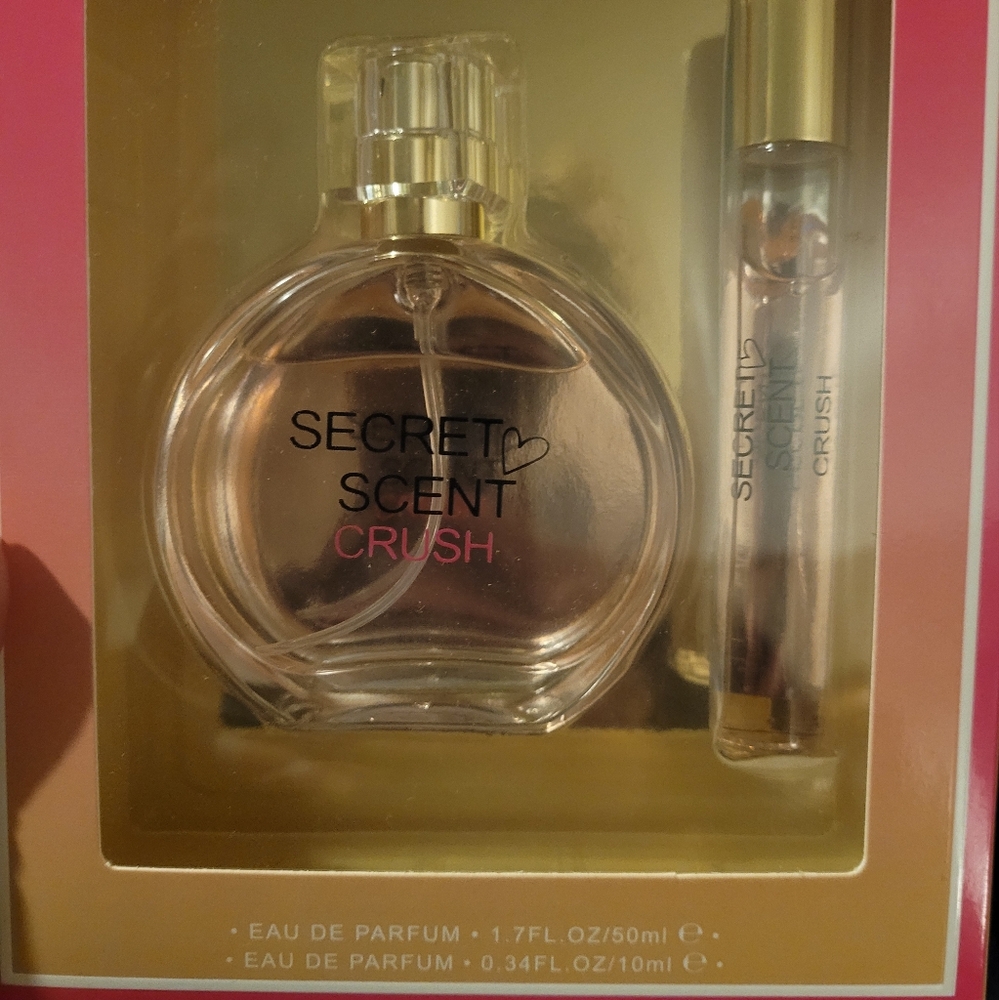 SECRET
SCENT
CRUSH
SECRET
SCENT
CRUSH
• EAU DE PARFUM • 1.7FL.OZ/50ml ℮ •
• EAU DE PARFUM • 0.34FL.OZ/10ml ℮ •